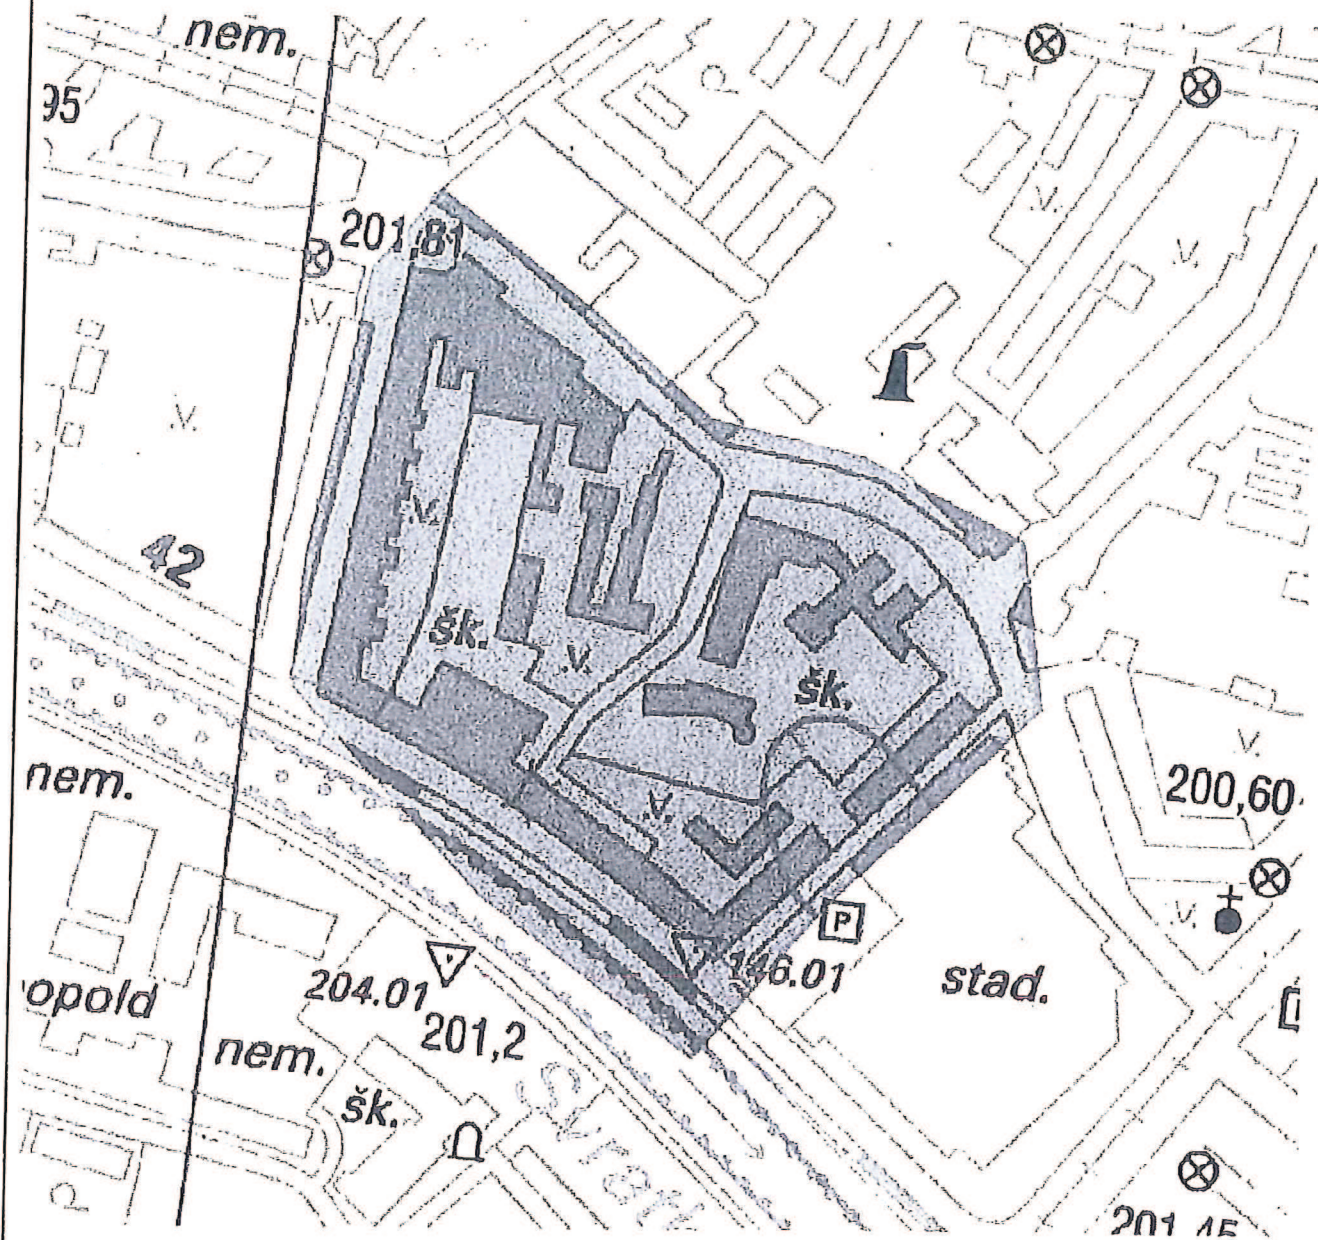 nem.
95
201,81
42
v.
šk.
v.
šk.
v.
v.
v.
v.
v.
v.
v.
nem.
200,60
v.
P
146.01
204.01
201,2
stad.
opold
nem.
šk.
Svrat
201,45